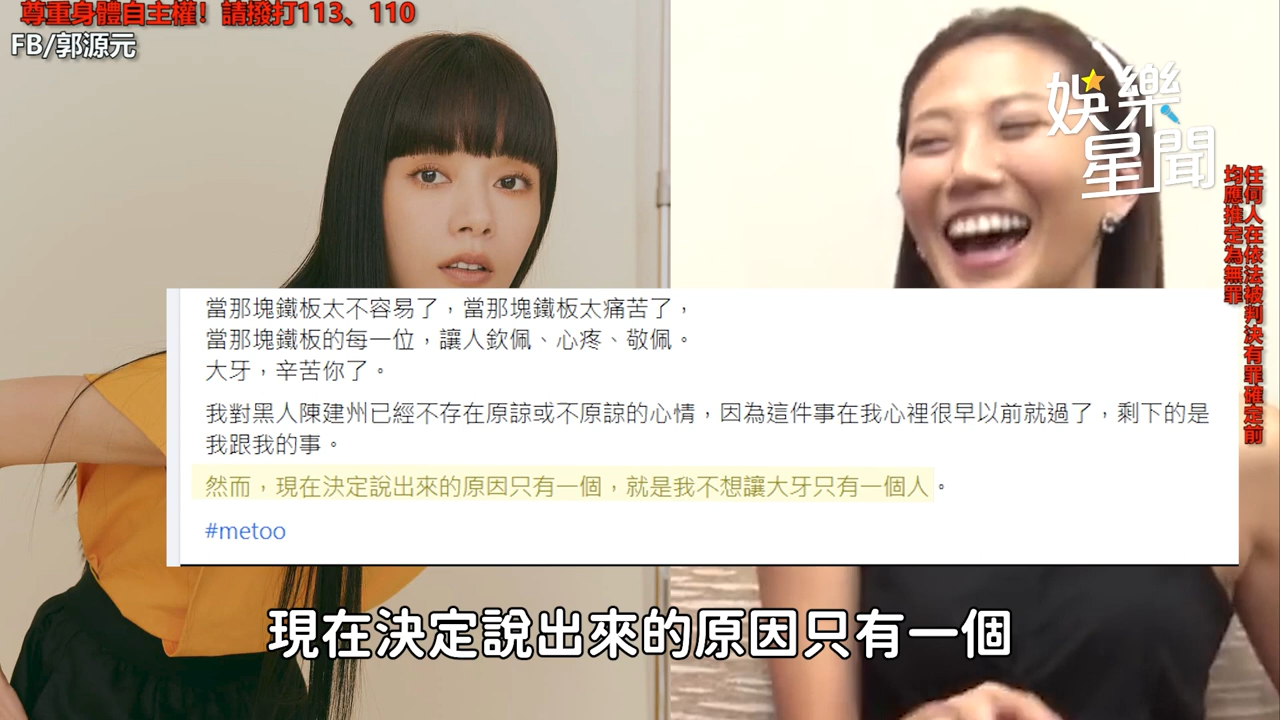 尊重身體自主權！請撥打113、110
FB/郭源元
娛樂
星聞
任何人在依法被判決有罪確定前
均應推定為無罪
當那塊鐵板太不容易了，當那塊鐵板太痛苦了，
當那塊鐵板的每一位，讓人欽佩、心疼、敬佩。
大牙，辛苦你了。
我對黑人陳建州已經不存在原諒或不原諒的心情，因為這件事在我心裡很早以前就過了，剩下的是
我跟我的事。
然而，現在決定說出來的原因只有一個，就是我不想讓大牙只有一個人。
#metoo
現在決定說出來的原因只有一個